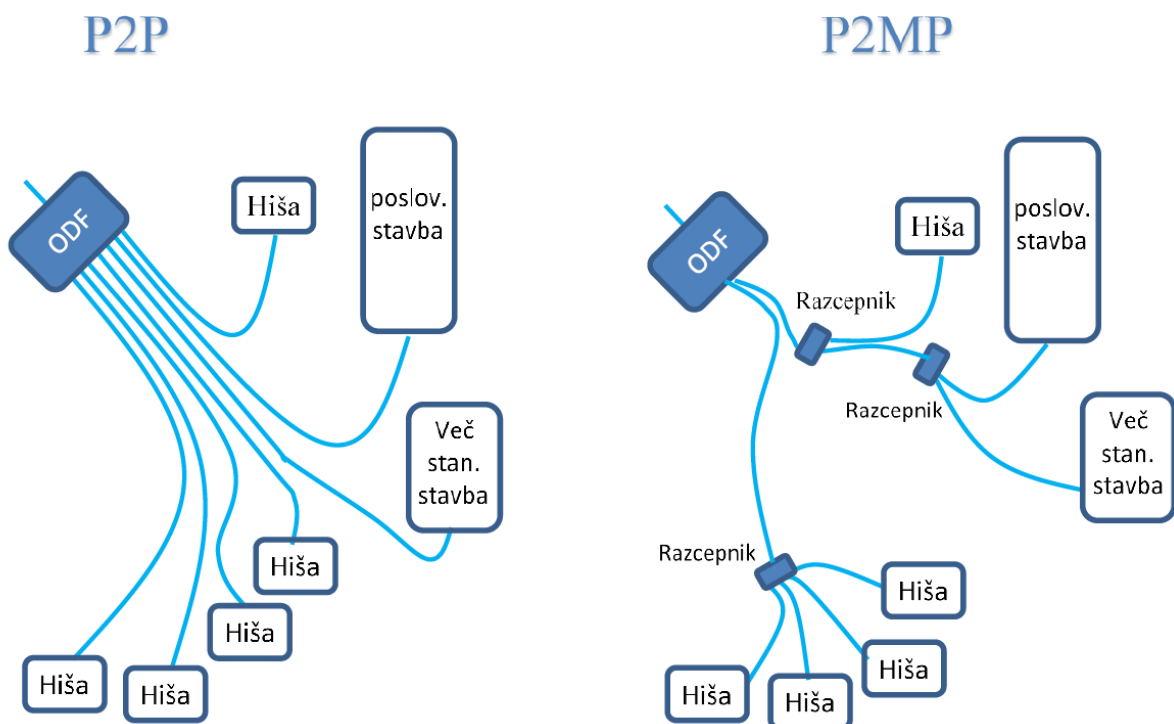 P2P
ODF
Hiša
poslov.
stavba
Več
stan.
stavba
Hiša
Hiša
Hiša
Hiša
P2MP
ODF
Hiša
poslov.
stavba
Razcepnik
Razcepnik
Več
stan.
stavba
Razcepnik
Hiša
Hiša
Hiša
Hiša